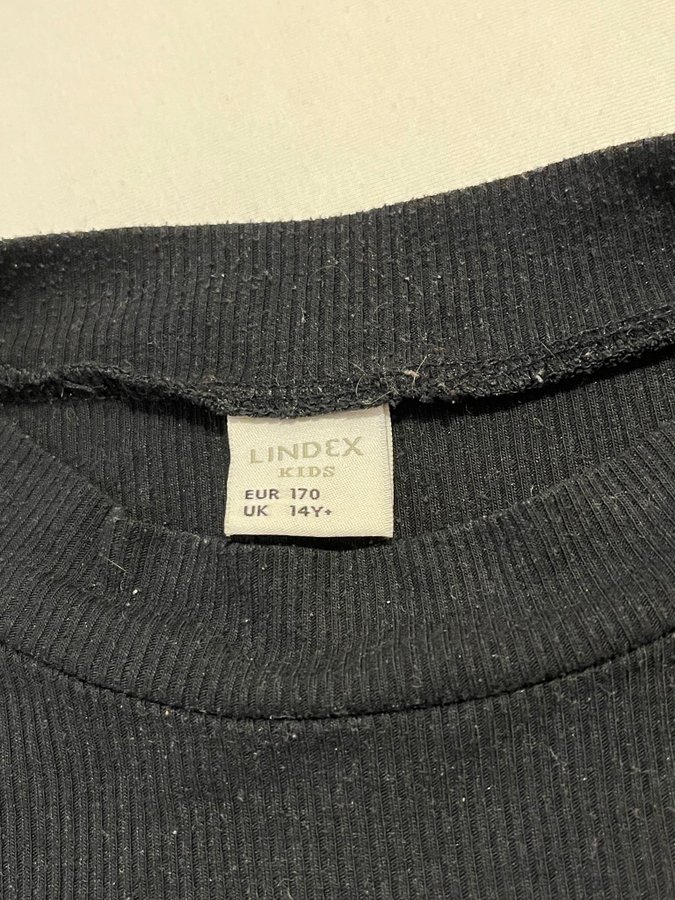 LINDEX
KIDS
EUR 170
UK 14Y+